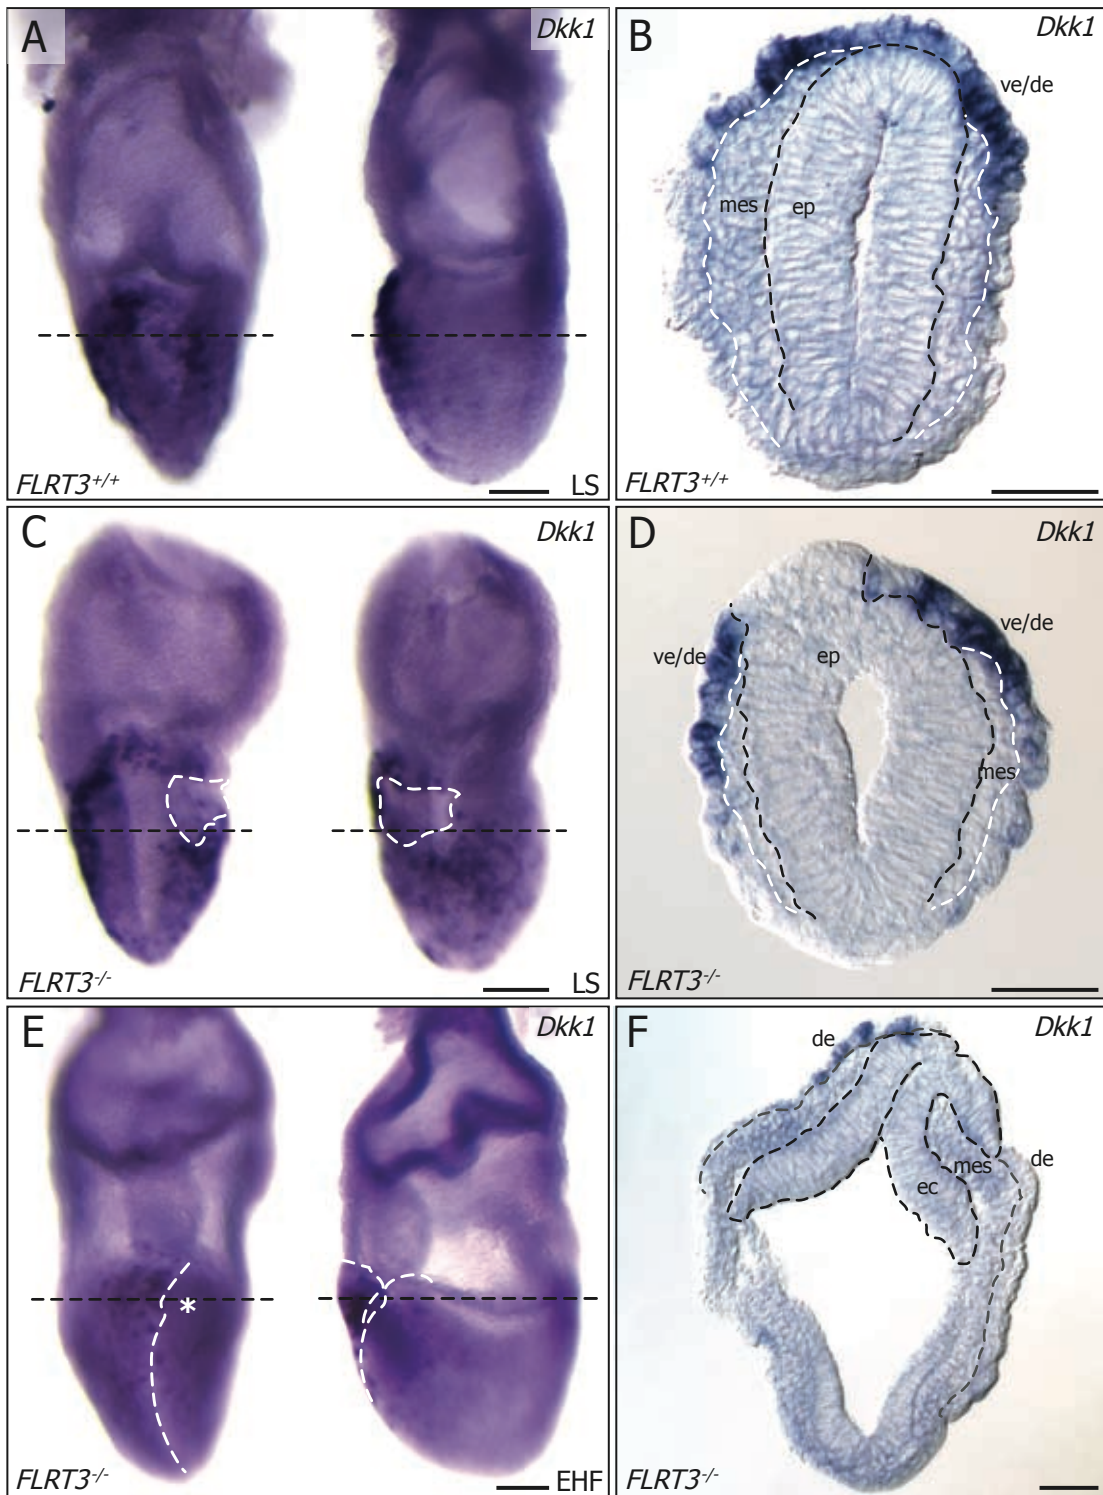 A
Dkk1
FLRT3+/+
LS
B
Dkk1
ve/de
mes
ep
FLRT3+/+
C
Dkk1
FLRT3-/-
LS
D
Dkk1
ve/de
ve/de
ep
mes
FLRT3-/-
E
Dkk1
*
FLRT3-/-
EHF
F
Dkk1
de
de
mes
ec
FLRT3-/-